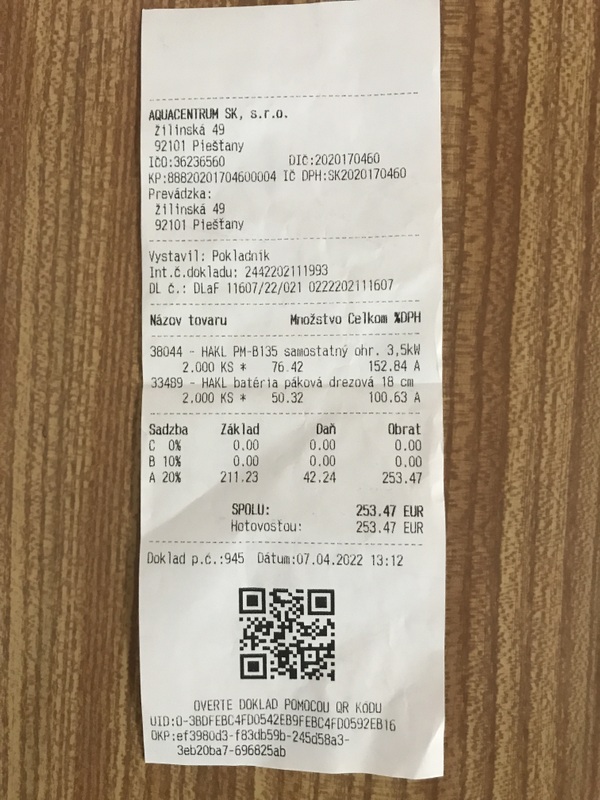 AQUACENTRUM SK, s.r.o.
Žilinská 49
92101 Piešťany
IČO:36236560 DIČ:2020170460
KP:88820201704600004 IČ DPH:SK2020170460
Prevádzka:
Žilinská 49
92101 Piešťany
Vystavil: Pokladník
Int.č.dokladu: 2442202111993
DL č.: DLaF 11607/22/021 0222202111607
Názov tovaru Množstvo Celkom %DPH
38044 - HAKL PM-B135 samostatný ohr. 3,5kW
2.000 KS * 76.42 152.84 A
33489 - HAKL batéria páková drezová 18 cm
2.000 KS * 50.32 100.63 A
Sadzba Základ Daň Obrat
C 0% 0.00 0.00 0.00
B 10% 0.00 0.00 0.00
A 20% 211.23 42.24 253.47
SPOLU: 253.47 EUR
Hotovosťou: 253.47 EUR
Doklad p.č.:945 Dátum:07.04.2022 13:12
OVERTE DOKLAD POMOCOU QR KÓDU
UID:O-3BDFEBC4FD0542EB9FEBC4FD0592EB16
OKP:ef3980d3-f83db59b-245d58a3-
3eb20ba7-696825ab